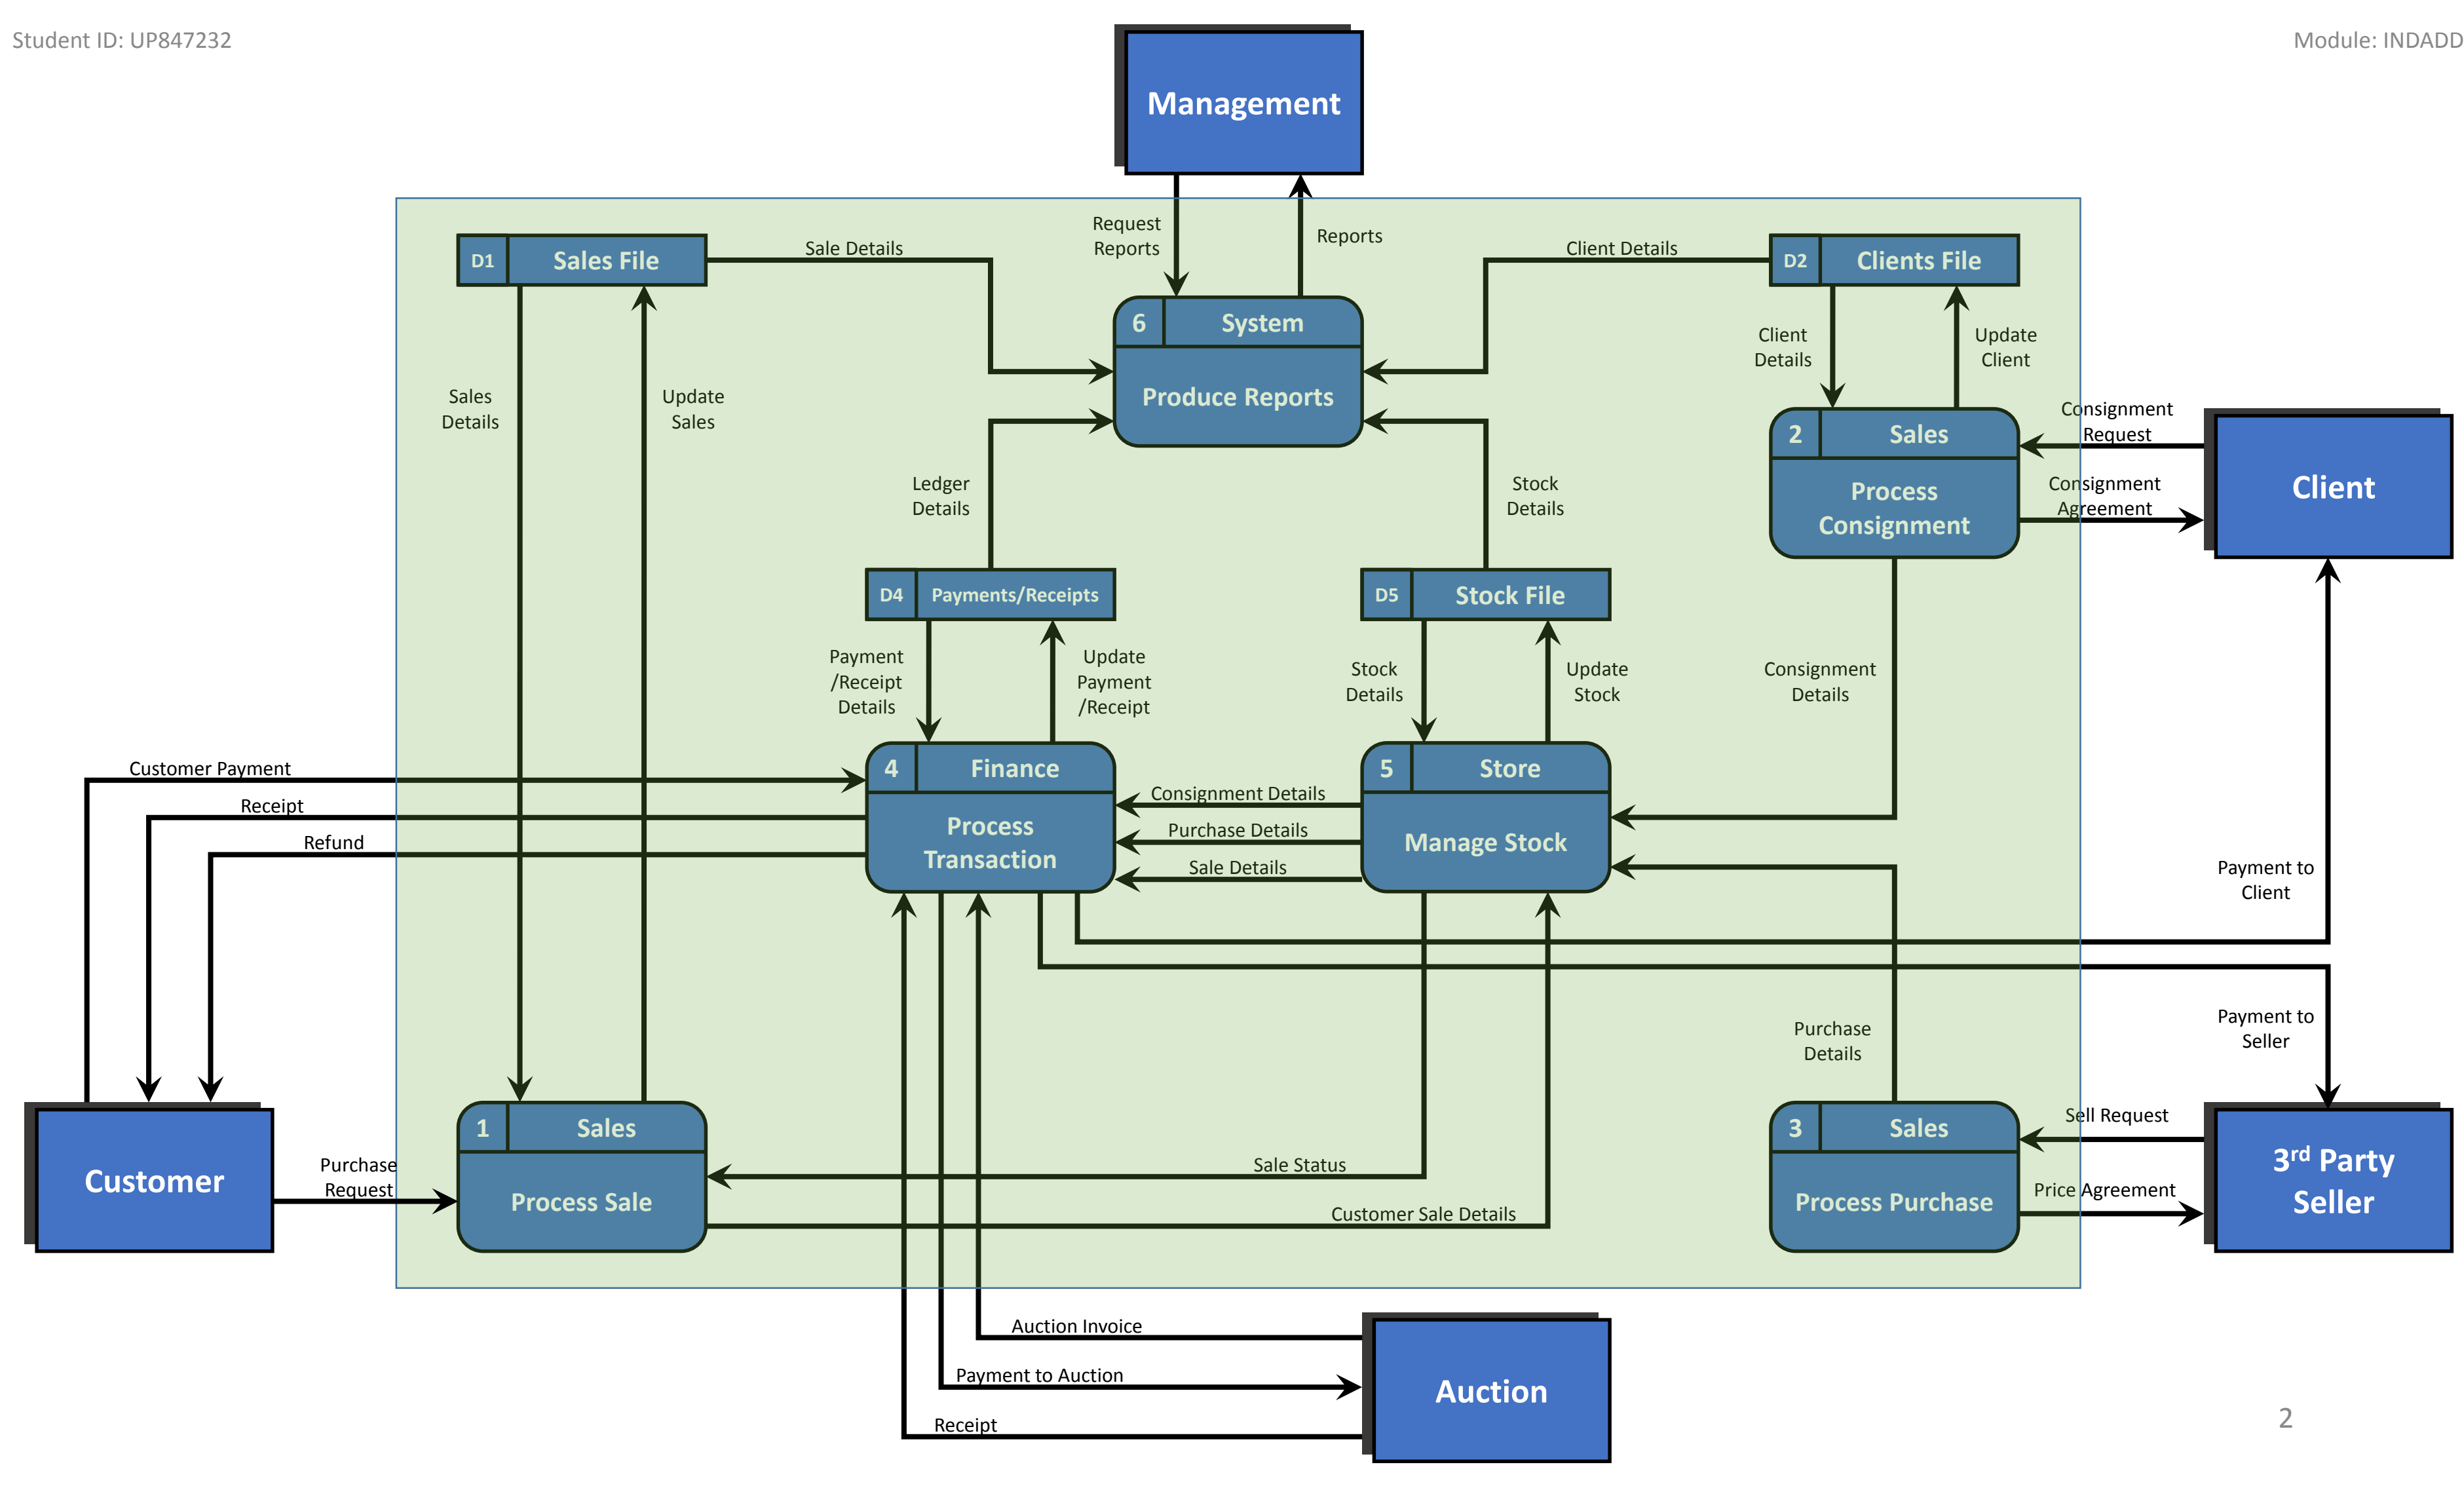 Student ID: UP847232
Module: INDADD
Management
Request
Reports
Reports
D1
Sales File
Sale Details
Client Details
D2
Clients File
6
System
Produce Reports
Client
Details
Update
Client
Sales
Details
Update
Sales
Consignment
Request
2
Sales
Process
Consignment
Consignment
Agreement
Client
Ledger
Details
Stock
Details
D4
Payments/Receipts
D5
Stock File
Payment
/Receipt
Details
Update
Payment
/Receipt
Stock
Details
Update
Stock
Consignment
Details
Customer Payment
Receipt
Refund
4
Finance
Process
Transaction
Consignment Details
Purchase Details
Sale Details
5
Store
Manage Stock
Payment to
Client
Purchase
Details
Payment to
Seller
Customer
Purchase
Request
1
Sales
Process Sale
Sale Status
Customer Sale Details
3
Sales
Process Purchase
Sell Request
Price Agreement
3rd Party
Seller
Auction Invoice
Payment to Auction
Receipt
Auction
2